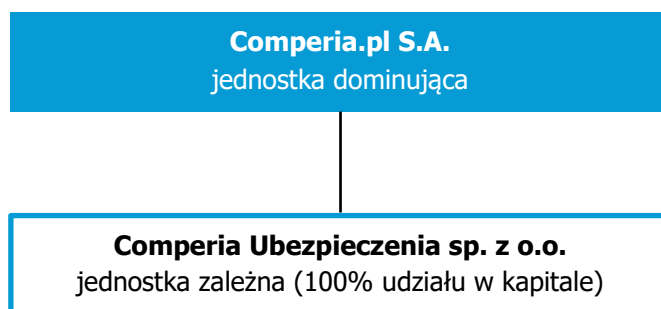 Comperia.pl S.A.
jednostka dominująca
Comperia Ubezpieczenia sp. z o.o.
jednostka zależna (100% udziału w kapitale)